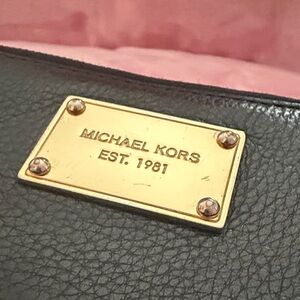 MICHAEL KORS
EST. 1981